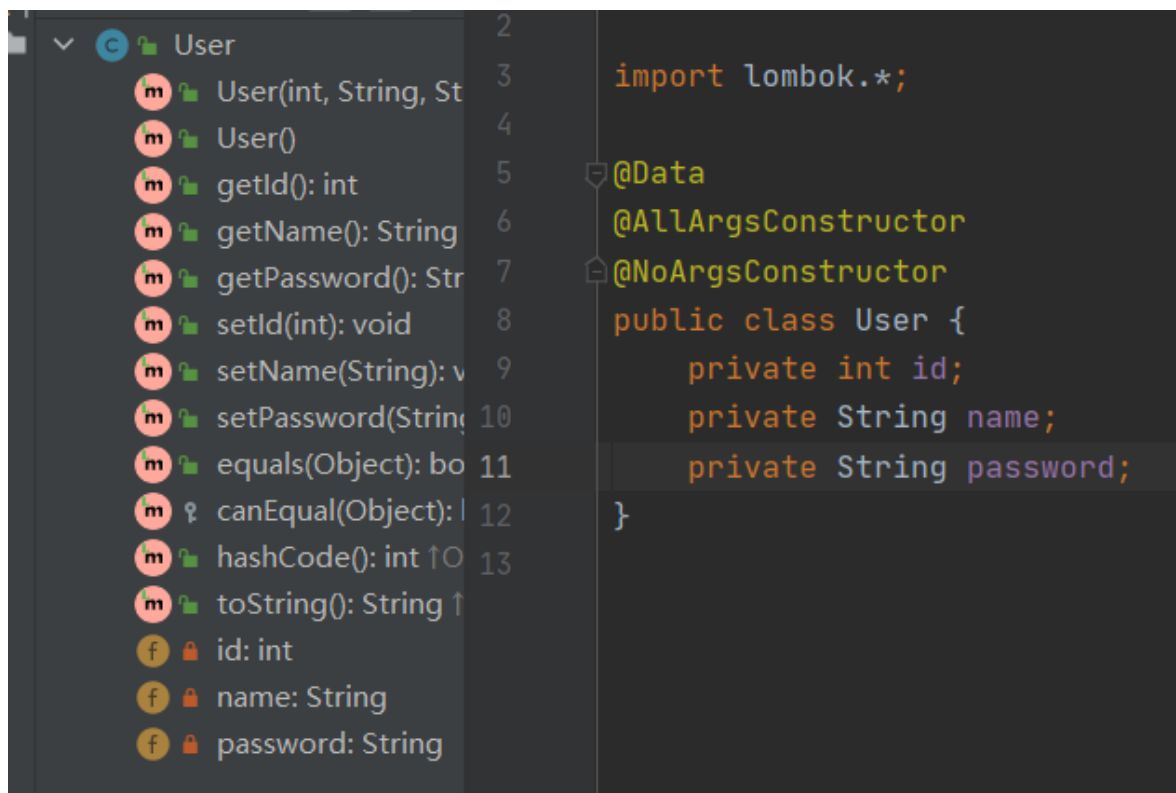 User
User(int, String, St
User()
getId(): int
getName(): String
getPassword(): Str
setId(int): void
setName(String): v
setPassword(String
equals(Object): bo
canEqual(Object):
hashCode(): int ↑O
toString(): String ↑
id: int
name: String
password: String
2
3 import lombok.*;
4
5 @Data
6 @AllArgsConstructor
7 @NoArgsConstructor
8 public class User {
9 private int id;
10 private String name;
11 private String password;
12 }
13